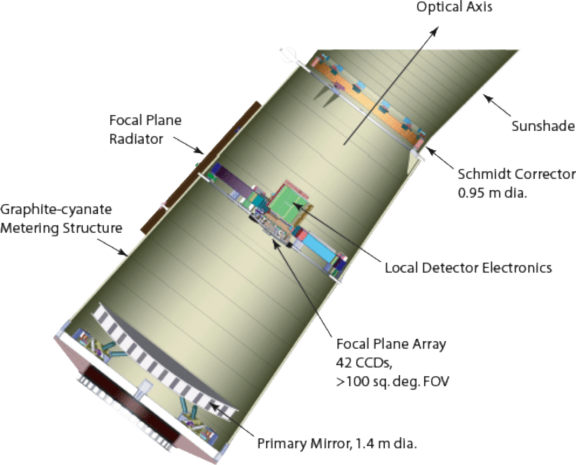 Optical Axis
Focal Plane
Radiator
Sunshade
Schmidt Corrector
0.95 m dia.
Graphite-cyanate
Metering Structure
Local Detector Electronics
Focal Plane Array
42 CCDs,
>100 sq. deg. FOV
Primary Mirror, 1.4 m dia.